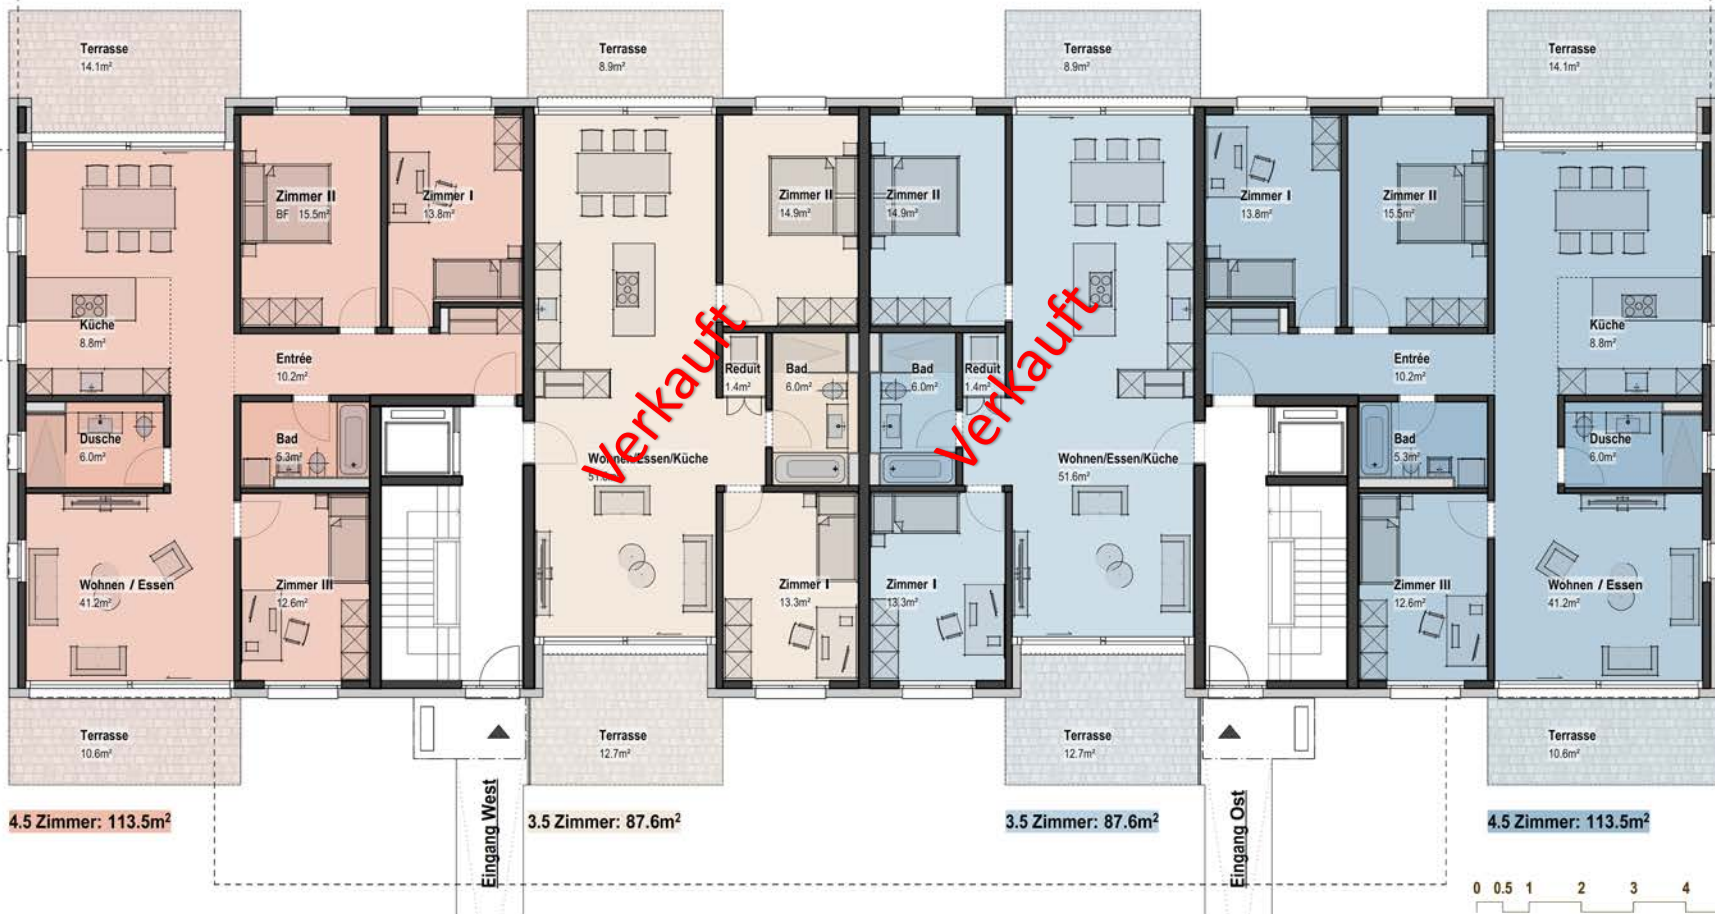 Terrasse
14.1m²
Terrasse
8.9m²
Terrasse
8.9m²
Terrasse
14.1m²
Zimmer II
BF 15.5m²
Zimmer I
13.8m²
Zimmer II
14.9m²
Zimmer II
14.9m²
Zimmer I
13.8m²
Zimmer II
15.5m²
Küche
8.8m²
Entrée
10.2m²
Reduit
1.4m²
Bad
6.0m²
Bad
6.0m²
Reduit
1.4m²
Entrée
10.2m²
Küche
8.8m²
Verkauft
Verkauft
Dusche
6.0m²
Bad
5.3m²
Wohnen/Essen/Küche
Wohnen/Essen/Küche
51.6m²
Bad
5.3m²
Dusche
6.0m²
Wohnen / Essen
41.2m²
Zimmer III
12.6m²
Zimmer I
13.3m²
Zimmer I
13.3m²
Zimmer III
12.6m²
Wohnen / Essen
41.2m²
Terrasse
10.6m²
Terrasse
12.7m²
Terrasse
12.7m²
Terrasse
10.6m²
Eingang West
Eingang Ost
4.5 Zimmer: 113.5m²
3.5 Zimmer: 87.6m²
3.5 Zimmer: 87.6m²
4.5 Zimmer: 113.5m²
0 0.5 1 2 3 4